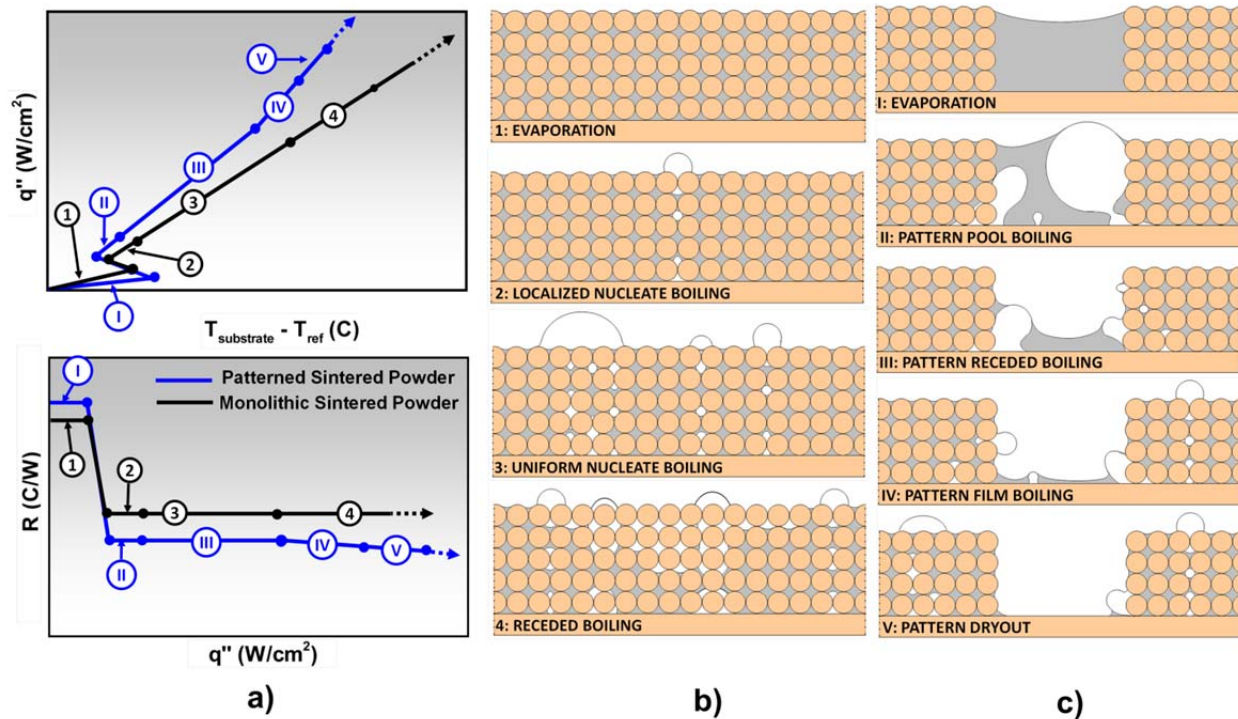 q" (W/cm²)
1
2
3
4
I
II
III
IV
V
T substrate - T ref (C)
R (C/W)
I
1
Patterned Sintered Powder
Monolithic Sintered Powder
2
3
4
II
III
IV
V
q" (W/cm²)
a)
1: EVAPORATION
2: LOCALIZED NUCLEATE BOILING
3: UNIFORM NUCLEATE BOILING
4: RECEDED BOILING
b)
I: EVAPORATION
II: PATTERN POOL BOILING
III: PATTERN RECEDED BOILING
IV: PATTERN FILM BOILING
V: PATTERN DRYOUT
c)